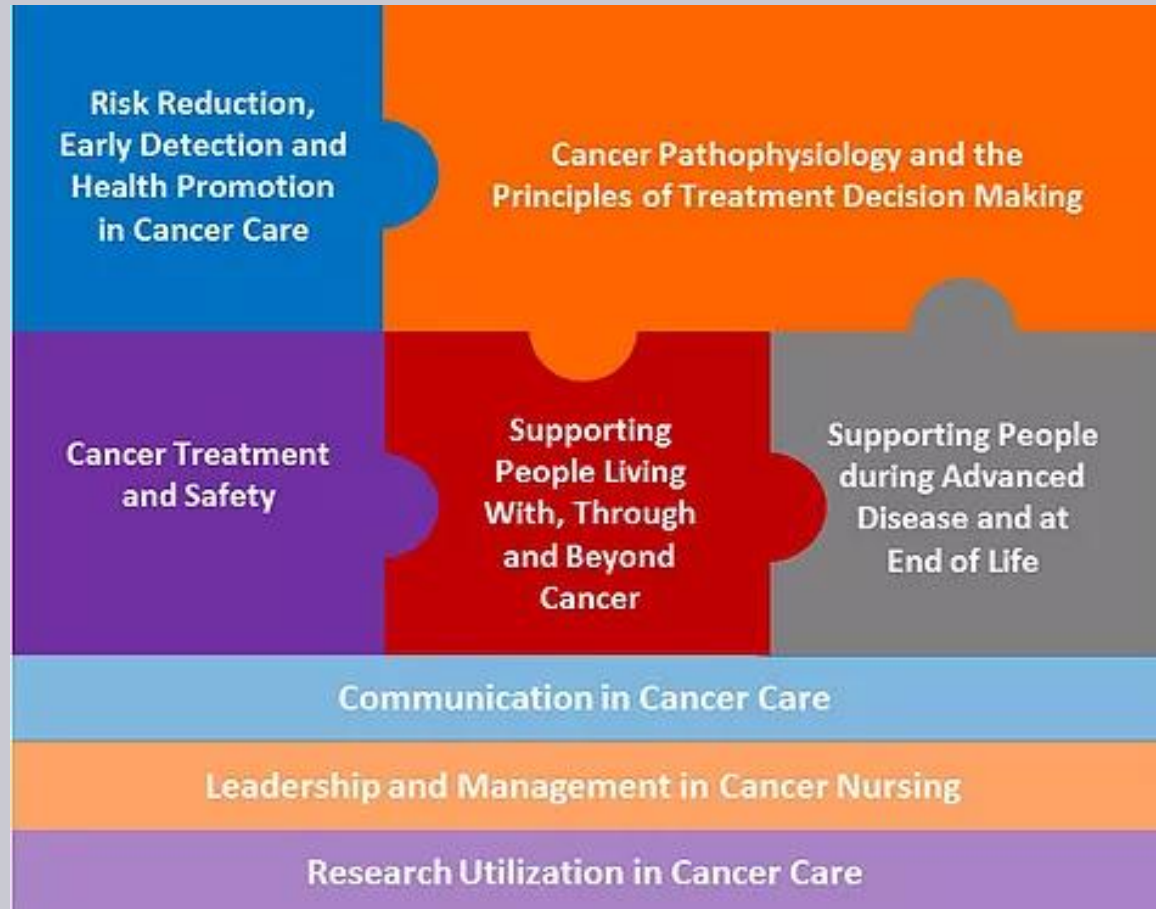 Risk Reduction,
Early Detection and
Health Promotion
in Cancer Care
Cancer Pathophysiology and the
Principles of Treatment Decision Making
Cancer Treatment
and Safety
Supporting
People Living
With, Through
and Beyond
Cancer
Supporting People
during Advanced
Disease and at
End of Life
Communication in Cancer Care
Leadership and Management in Cancer Nursing
Research Utilization in Cancer Care